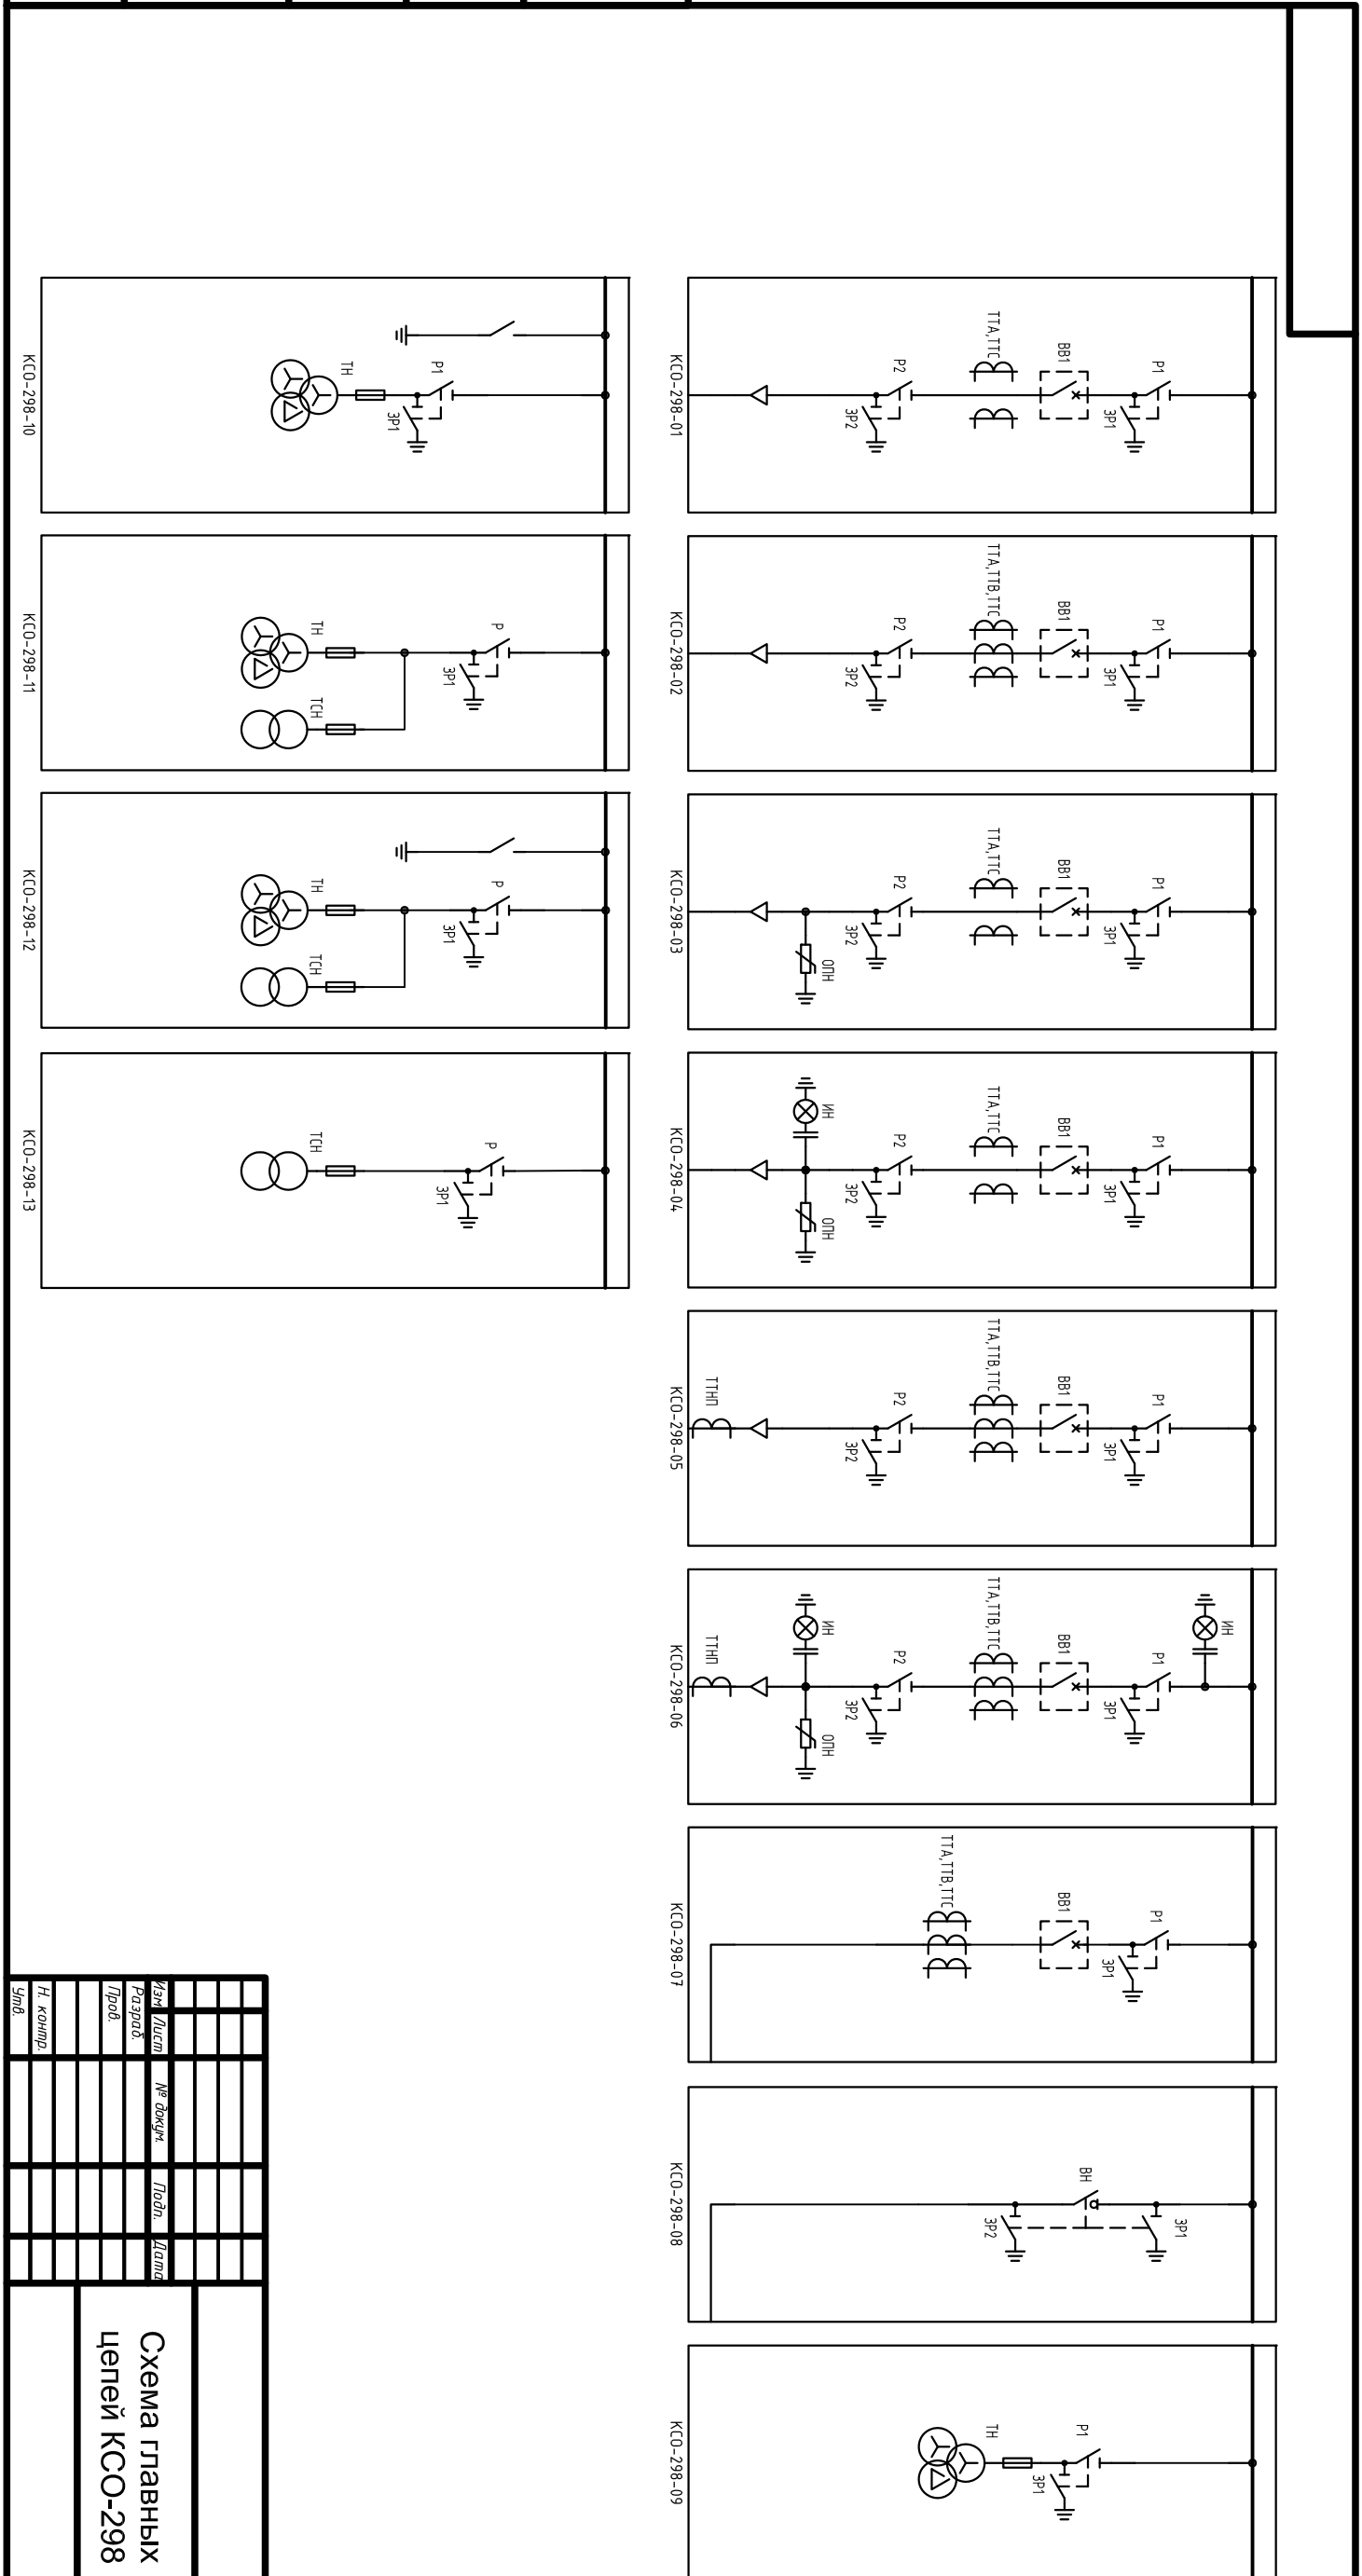 Р1
ЗР1
ВВ1
ТТА,ТТС
Р2
ЗР2
КСО-298-01
Р1
ЗР1
ВВ1
ТТА,ТТВ,ТТС
Р2
ЗР2
КСО-298-02
Р1
ЗР1
ВВ1
ТТА,ТТС
Р2
ЗР2
ОПН
КСО-298-03
Р1
ЗР1
ВВ1
ТТА,ТТС
Р2
ЗР2
ИН
ОПН
КСО-298-04
Р1
ЗР1
ВВ1
ТТА,ТТВ,ТТС
Р2
ЗР2
ТТНП
КСО-298-05
ИН
Р1
ЗР1
ВВ1
ТТА,ТТВ,ТТС
Р2
ЗР2
ИН
ОПН
ТТНП
КСО-298-06
Р1
ЗР1
ВВ1
ТТА,ТТВ,ТТС
КСО-298-07
ЗР1
ВН
ЗР2
КСО-298-08
Р1
ЗР1
ТН
КСО-298-09
Р1
ЗР1
ТН
КСО-298-10
Р
ЗР1
ТН
ТСН
КСО-298-11
Р
ЗР1
ТН
ТСН
КСО-298-12
Р
ЗР1
ТСН
КСО-298-13
Изм Лист № докум. Подп. Дата
Разраб.
Пров.
Н. контр.
Утв.
Схема главных
цепей КСО-298